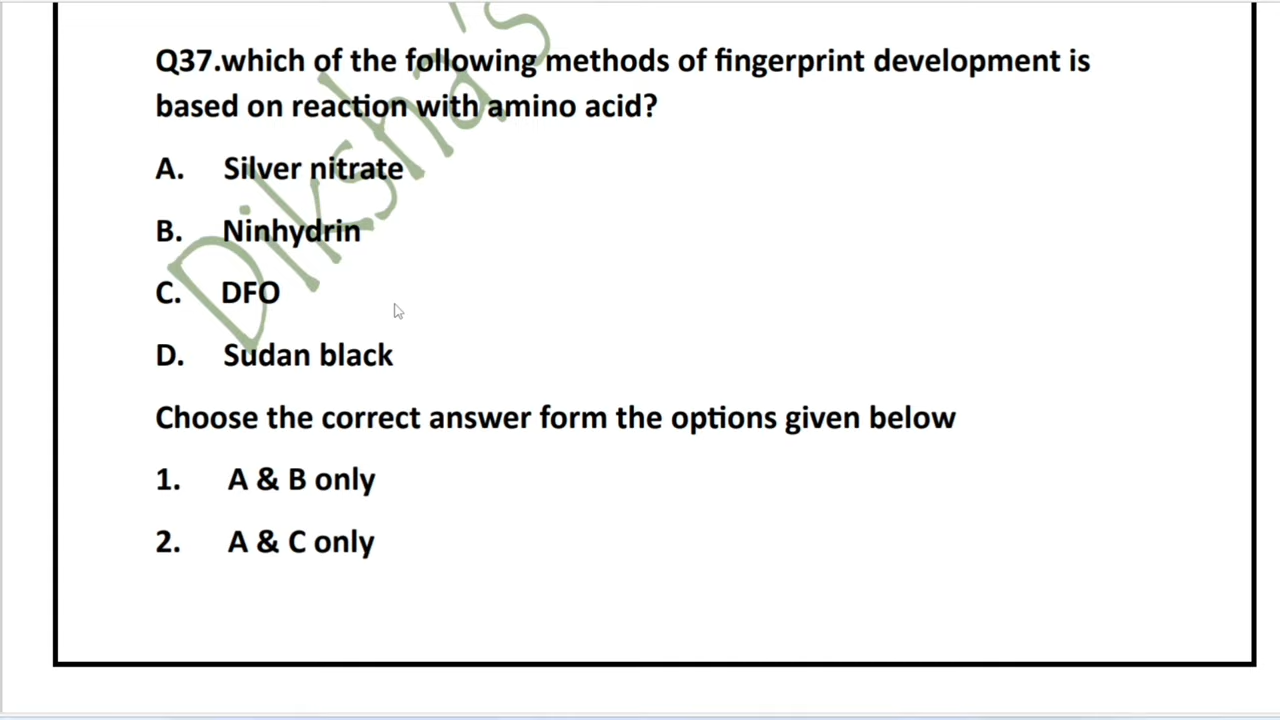 Diksha's
Q37.which of the following methods of fingerprint development is
based on reaction with amino acid?
A. Silver nitrate
B. Ninhydrin
C. DFO
D. Sudan black
Choose the correct answer form the options given below
1. A & B only
2. A & C only